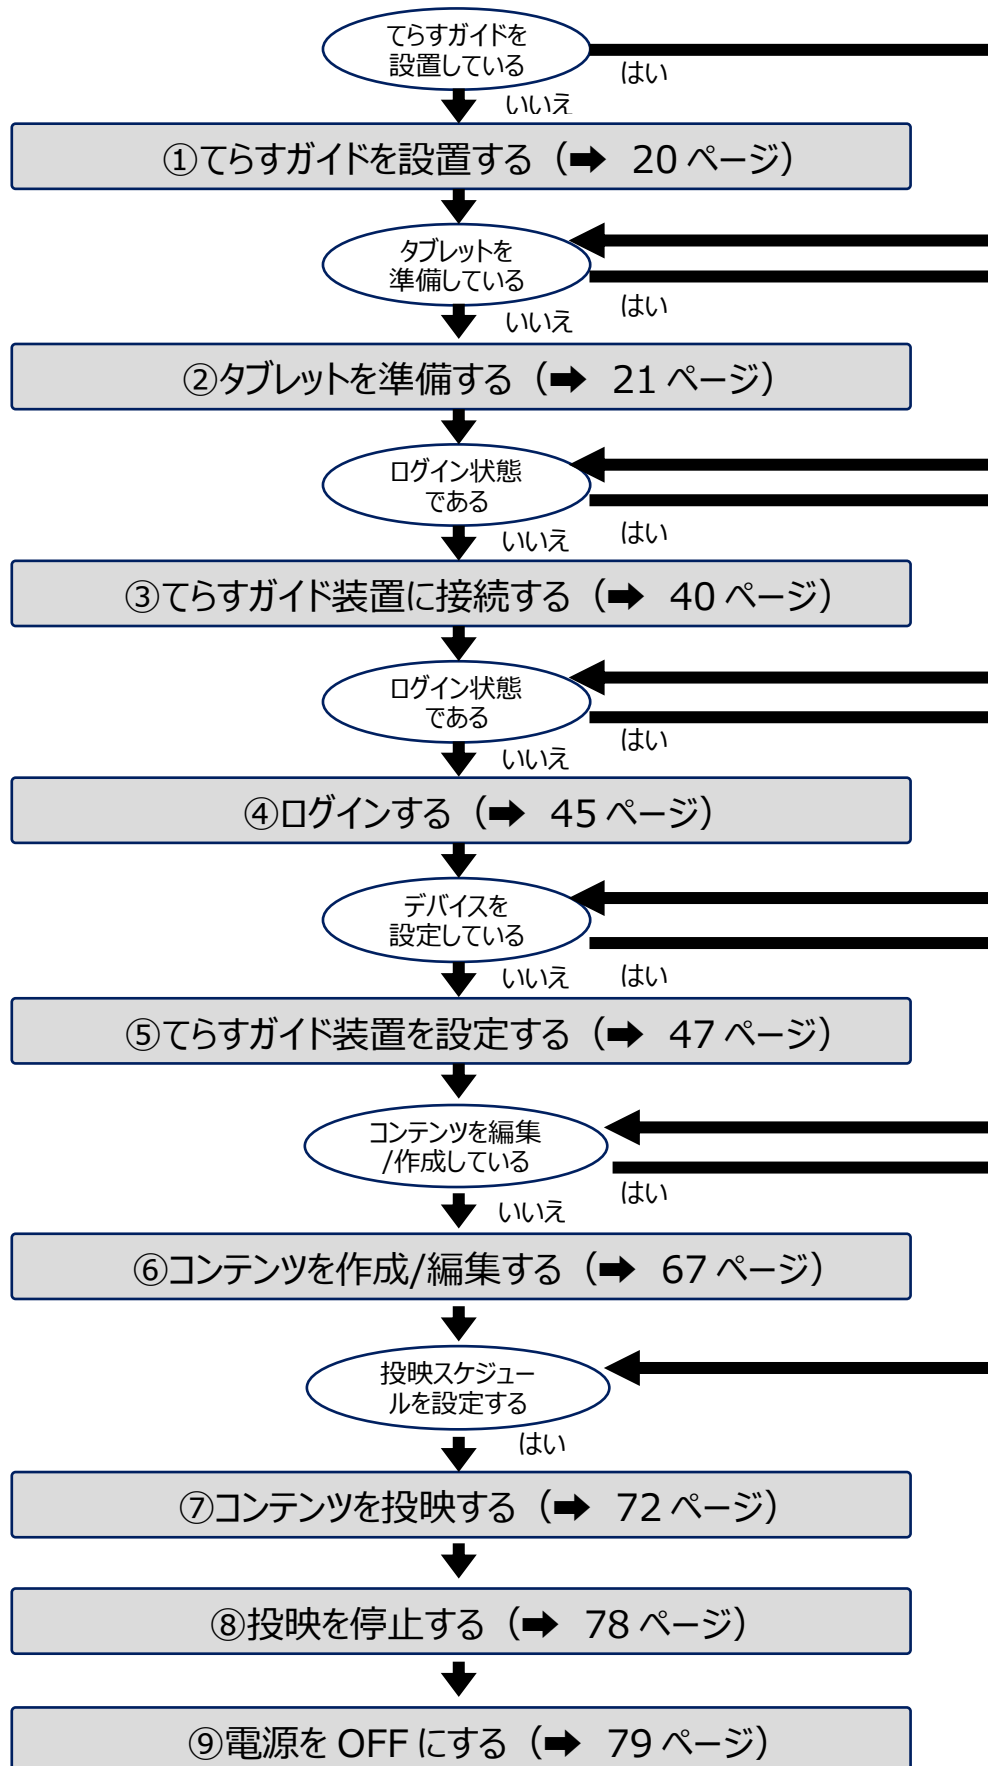 てらすガイドを
設置している
はい
いいえ
①てらすガイドを設置する（➡ 20 ページ）
タブレットを
準備している
はい
いいえ
②タブレットを準備する（➡ 21 ページ）
ログイン状態
である
はい
いいえ
③てらすガイド装置に接続する（➡ 40 ページ）
ログイン状態
である
はい
いいえ
④ログインする（➡ 45 ページ）
デバイスを
設定している
いいえ はい
⑤てらすガイド装置を設定する（➡ 47 ページ）
コンテンツを編集
/作成している
はい
いいえ
⑥コンテンツを作成/編集する（➡ 67 ページ）
投映スケジュー
ルを設定する
はい
⑦コンテンツを投映する（➡ 72 ページ）
⑧投映を停止する（➡ 78 ページ）
⑨電源を OFF にする（➡ 79 ページ）